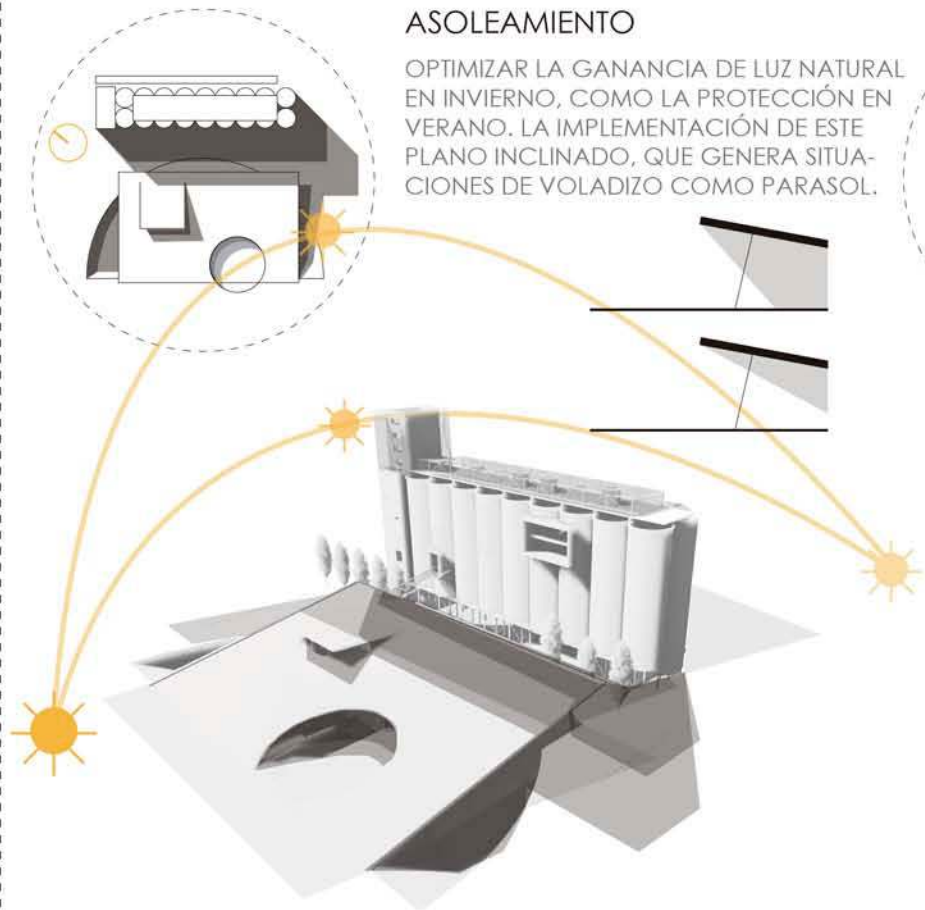 ASOLEAMIENTO
OPTIMIZAR LA GANANCIA DE LUZ NATURAL
EN INVIERNO, COMO LA PROTECCIÓN EN
VERANO. LA IMPLEMENTACIÓN DE ESTE
PLANO INCLINADO, QUE GENERA SITUA-
CIONES DE VOLADIZO COMO PARASOL.